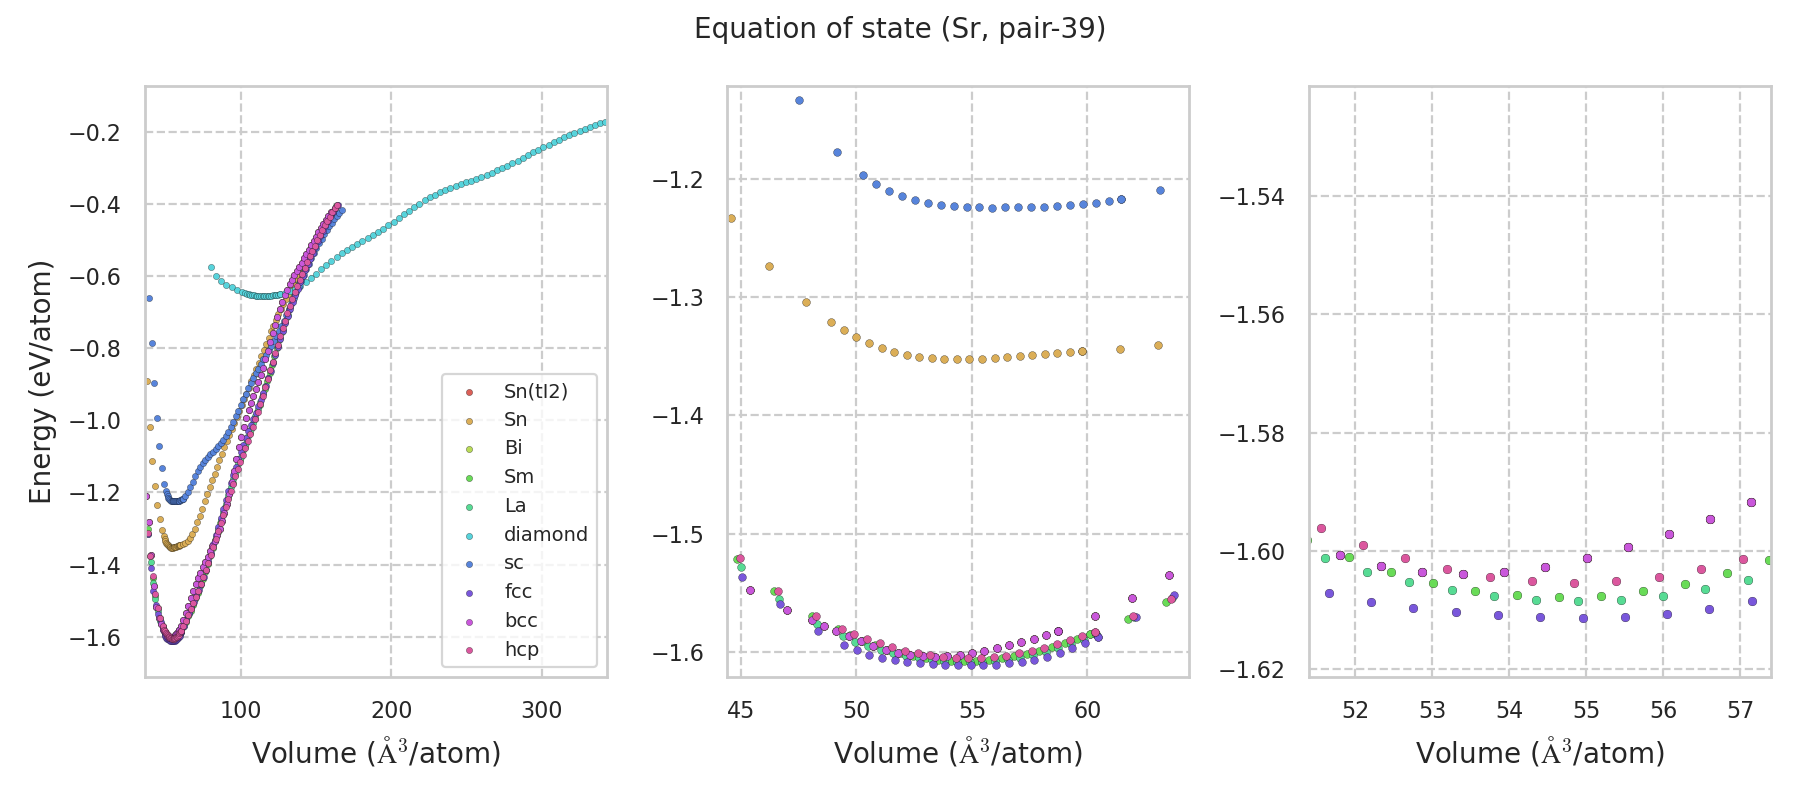 Equation of state (Sr, pair-39)
Energy (eV/atom)
−0.2
−0.4
−0.6
−0.8
−1.0
−1.2
−1.4
−1.6
100
200
300
Volume (Å³/atom)
Sn(tI2)
Sn
Bi
Sm
La
diamond
sc
fcc
bcc
hcp
−1.2
−1.3
−1.4
−1.5
−1.6
45
50
55
60
Volume (Å³/atom)
−1.54
−1.56
−1.58
−1.60
−1.62
52
53
54
55
56
57
Volume (Å³/atom)